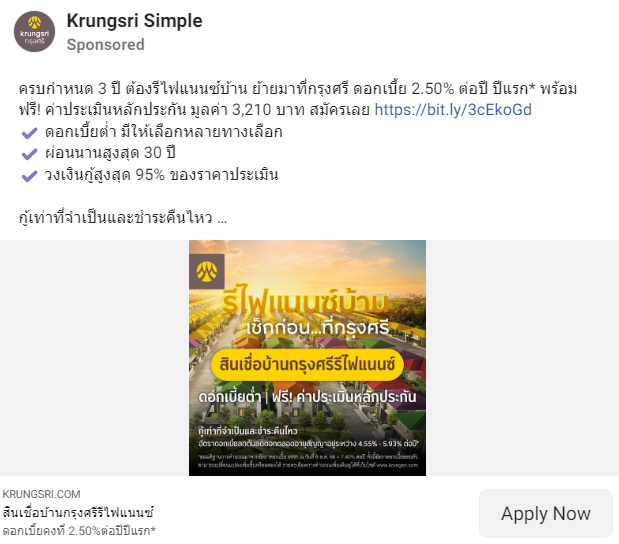 Krungsri Simple
krungsri
กรุงศรี
Sponsored
ครบกำหนด 3 ปี ต้องรีไฟแนนซ์บ้าน ย้ายมาที่กรุงศรี ดอกเบี้ย 2.50% ต่อปี ปีแรก* พร้อม
ฟรี! ค่าประเมินหลักประกัน มูลค่า 3,210 บาท สมัครเลย https://bit.ly/3cEkoGd
ดอกเบี้ยต่ำ มีให้เลือกหลายทางเลือก
ผ่อนนานสูงสุด 30 ปี
วงเงินกู้สูงสุด 95% ของราคาประเมิน
กู้เท่าที่จำเป็นและชำระคืนไหว ...
รีไฟแนนซ์บ้าน
เช็กก่อน...ที่กรุงศรี
สินเชื่อบ้านกรุงศรีรีไฟแนนซ์
ดอกเบี้ยต่ำ | ฟรี! ค่าประเมินหลักประกัน
กู้เท่าที่จำเป็นและชำระคืนไหว
อัตราดอกเบี้ยลดต้นลดดอกตลอดอายุสัญญาอยู่ระหว่าง 4.55% - 5.93% ต่อปี*
KRUNGSRI.COM
สินเชื่อบ้านกรุงศรีรีไฟแนนซ์
ดอกเบี้ยคงที่ 2.50%ต่อปีปีแรก*
Apply Now